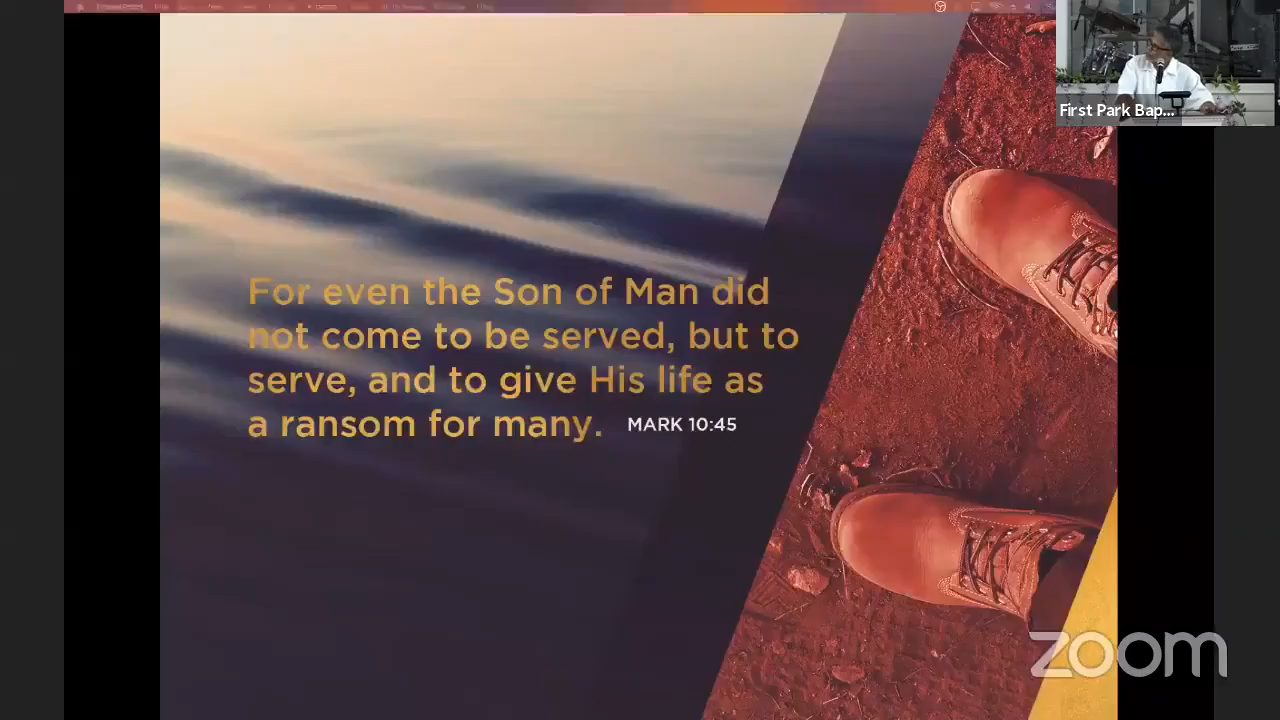 First Park Bap...
For even the Son of Man did
not come to be served, but to
serve, and to give His life as
a ransom for many. MARK 10:45
zoom